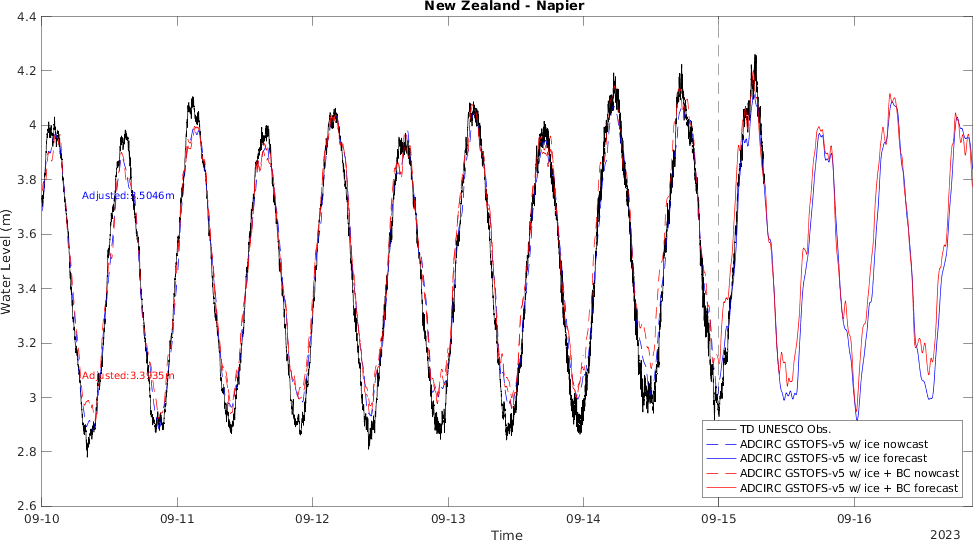 New Zealand - Napier
4.4
4.2
4
3.8
3.6
3.4
3.2
3
2.8
2.6
Water Level (m)
Adjusted:3.5046m
Adjusted:3.3935m
TD UNESCO Obs.
ADCIRC GSTOFS-v5 w/ ice nowcast
ADCIRC GSTOFS-v5 w/ ice forecast
ADCIRC GSTOFS-v5 w/ ice + BC nowcast
ADCIRC GSTOFS-v5 w/ ice + BC forecast
09-10 09-11 09-12 09-13 09-14 09-15 09-16
Time
2023